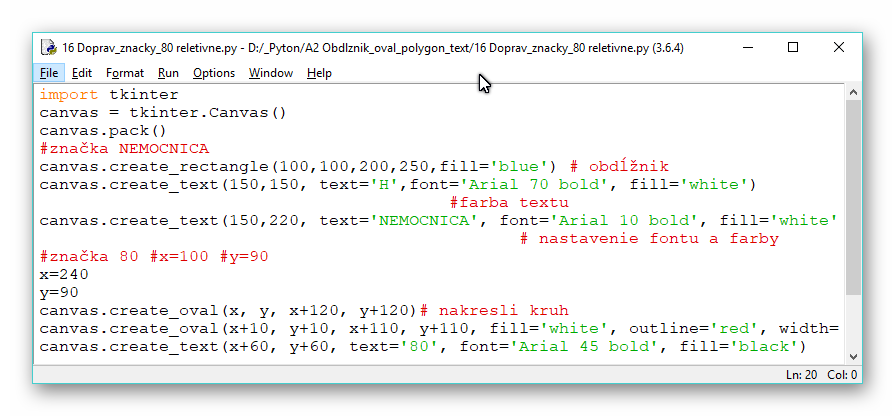 16 Doprav_znacky_80 reletivne.py - D:/_Pyton/A2 Obdlznik_oval_polygon_text/16 Doprav_znacky_80 reletivne.py (3.6.4)
File Edit Format Run Options Window Help
import tkinter
canvas = tkinter.Canvas()
canvas.pack()
#značka NEMOCNICA
canvas.create_rectangle(100,100,200,250,fill='blue') # obdĺžnik
canvas.create_text(150,150, text='H',font='Arial 70 bold', fill='white')
#farba textu
canvas.create_text(150,220, text='NEMOCNICA', font='Arial 10 bold', fill='white'
# nastavenie fontu a farby
#značka 80 #x=100 #y=90
x=240
y=90
canvas.create_oval(x, y, x+120, y+120)# nakresli kruh
canvas.create_oval(x+10, y+10, x+110, y+110, fill='white', outline='red', width=
canvas.create_text(x+60, y+60, text='80', font='Arial 45 bold', fill='black')
Ln: 20 Col: 0